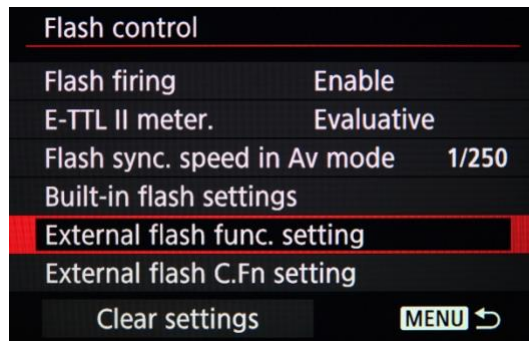 Flash control
Flash firing Enable
E-TTL II meter. Evaluative
Flash sync. speed in Av mode 1/250
Built-in flash settings
External flash func. setting
External flash C.Fn setting
Clear settings MENU